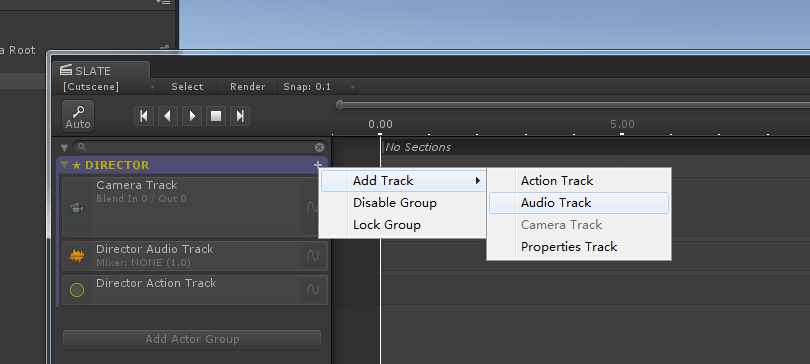 a Root
SLATE
[Cutscene] Select Render Snap: 0.1
Auto
0.00 5.00
No Sections
★ DIRECTOR +
Camera Track
Blend In 0 / Out 0
Director Audio Track
Mixer: NONE (1.0)
Director Action Track
Add Actor Group
Add Track
Disable Group
Lock Group
Action Track
Audio Track
Camera Track
Properties Track